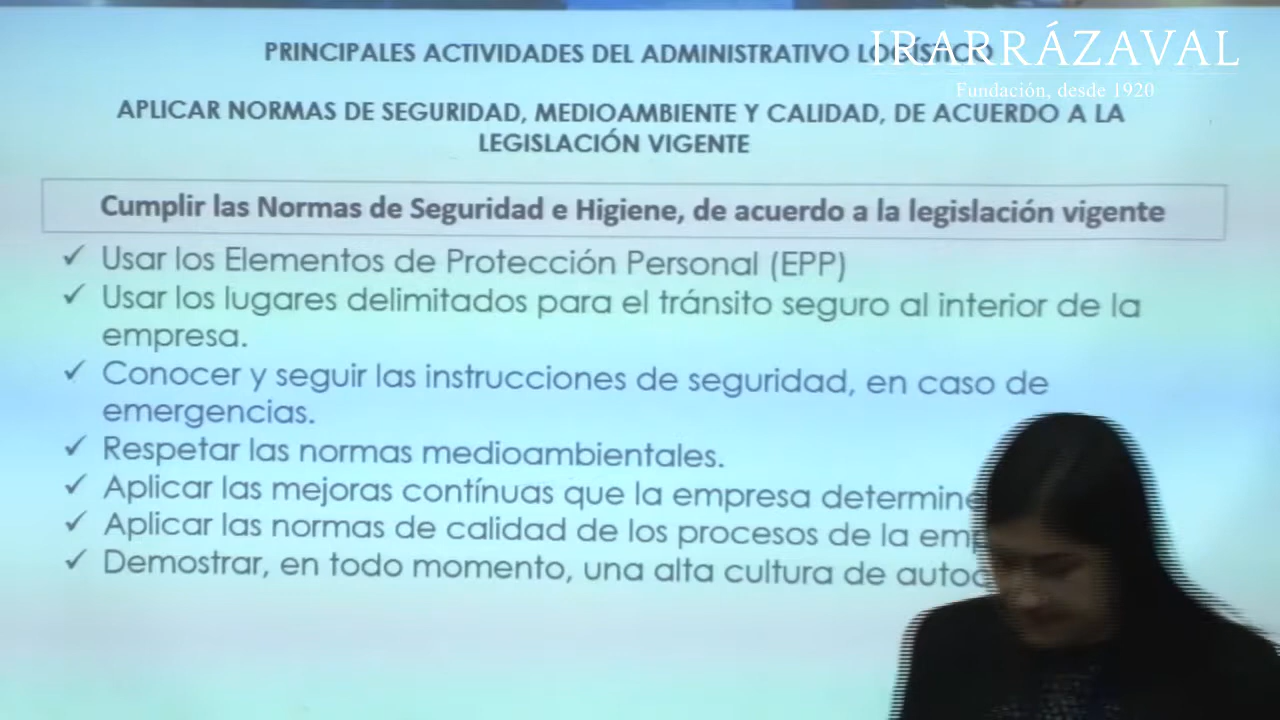 IRARRÁZAVAL
Fundación, desde 1920
PRINCIPALES ACTIVIDADES DEL ADMINISTRATIVO LOGÍSTICO
APLICAR NORMAS DE SEGURIDAD, MEDIOAMBIENTE Y CALIDAD, DE ACUERDO A LA
LEGISLACIÓN VIGENTE
Cumplir las Normas de Seguridad e Higiene, de acuerdo a la legislación vigente
✓ Usar los Elementos de Protección Personal (EPP)
✓ Usar los lugares delimitados para el tránsito seguro al interior de la
empresa.
✓ Conocer y seguir las instrucciones de seguridad, en caso de
emergencias.
✓ Respetar las normas medioambientales.
✓ Aplicar las mejoras contínuas que la empresa determine
✓ Aplicar las normas de calidad de los procesos de la
✓ Demostrar, en todo momento, una alta cultura de